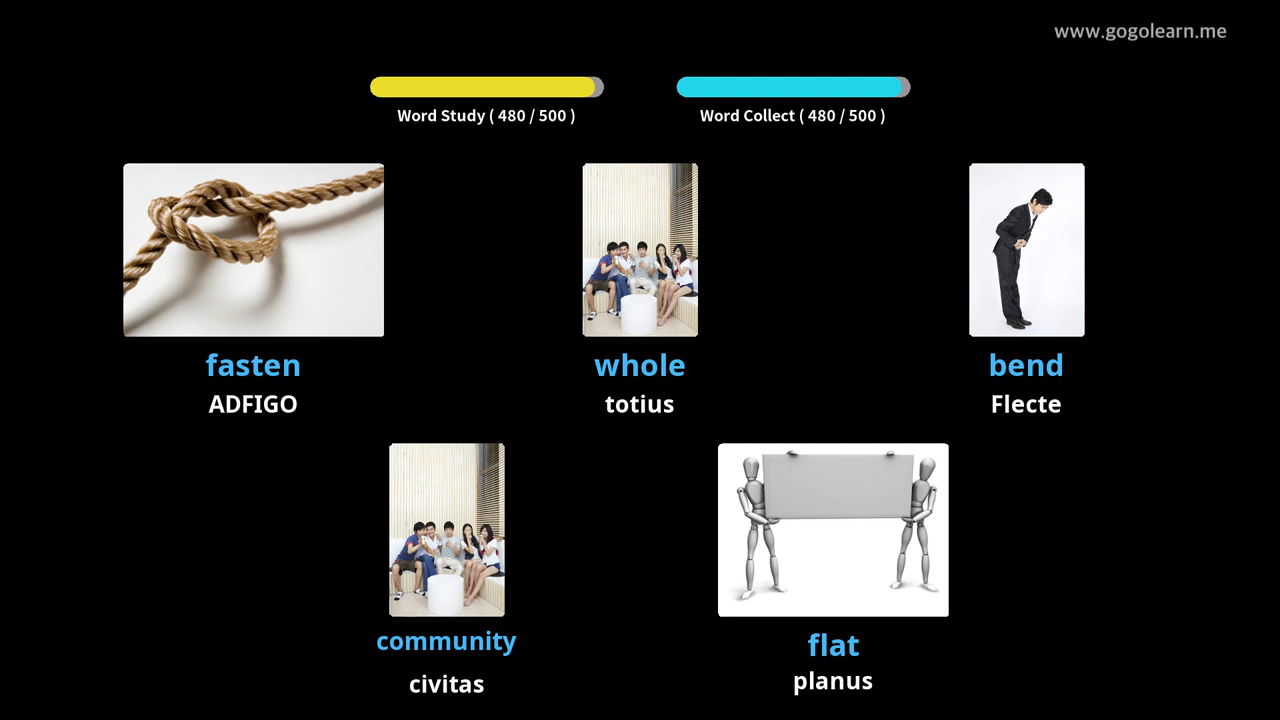 www.gogolearn.me
Word Study ( 480 / 500 )
Word Collect ( 480 / 500 )
fasten
ADFIGO
whole
totius
bend
Flecte
community
civitas
flat
planus